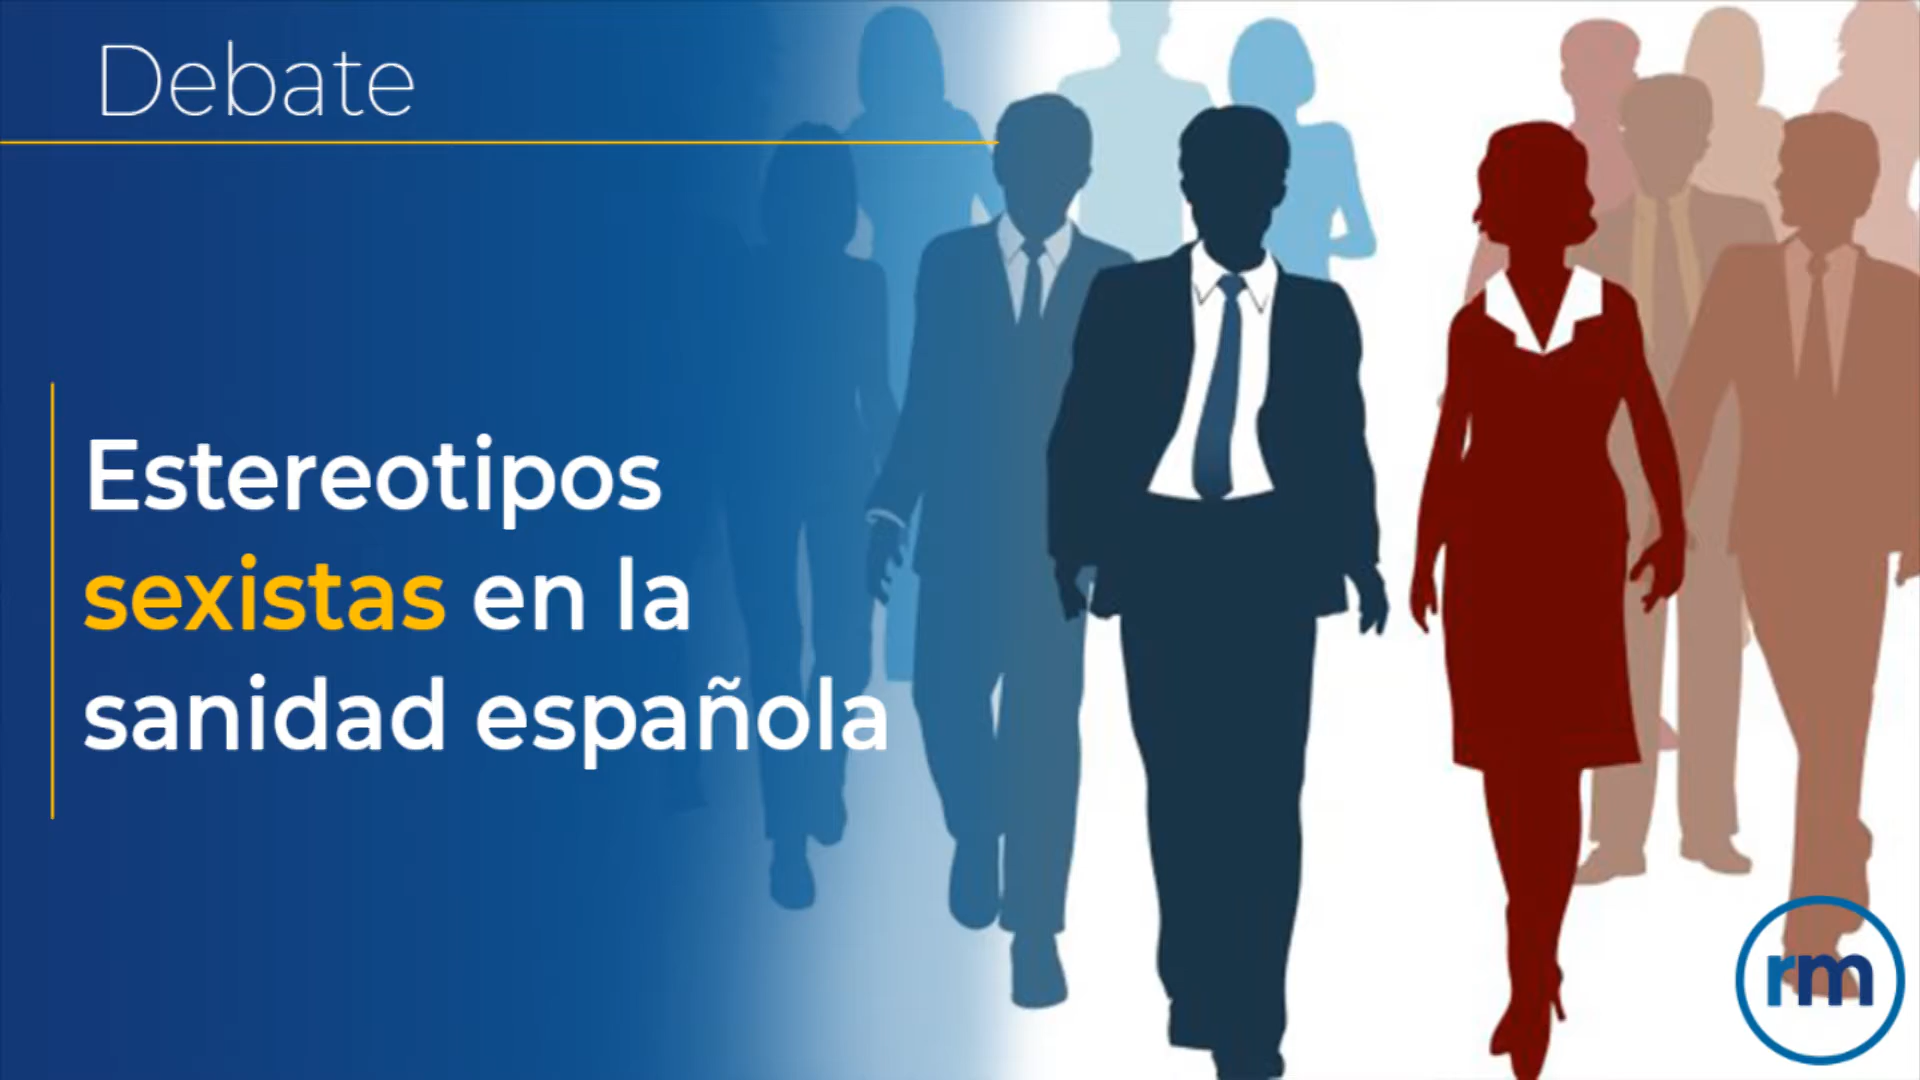 Debate
Estereotipos
sexistas en la
sanidad española
rm